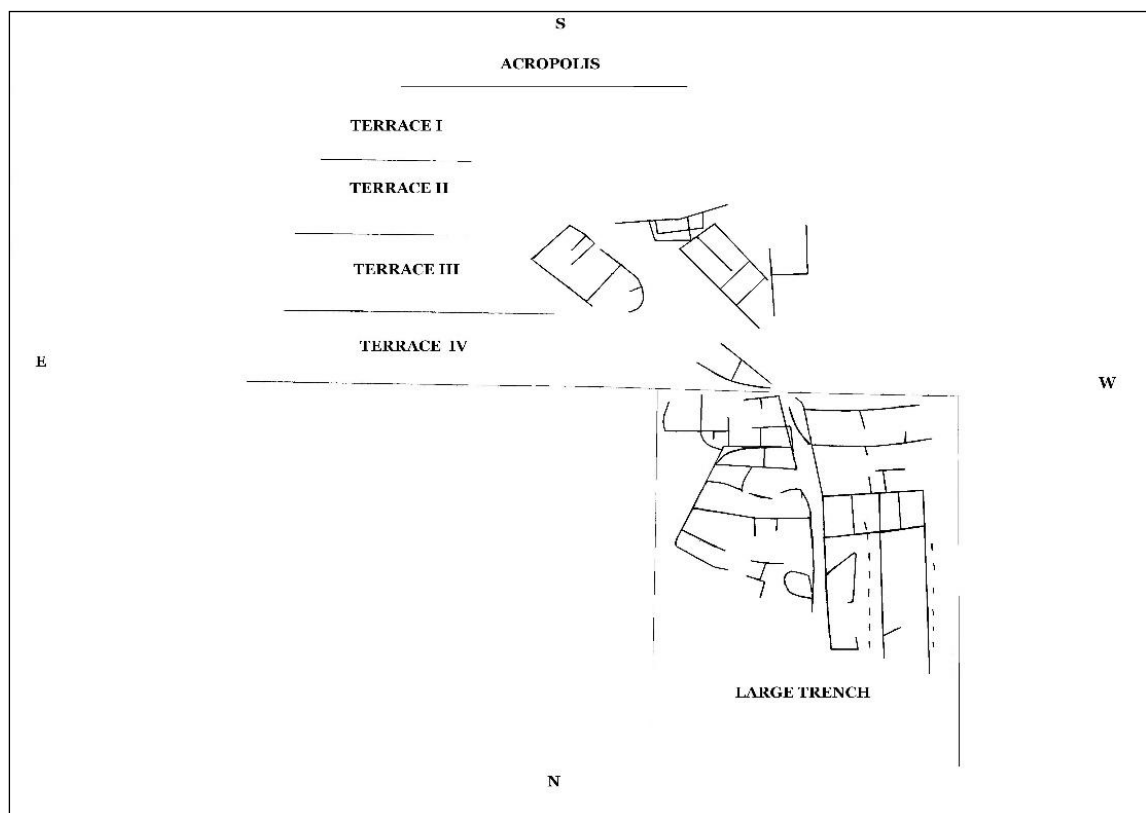 S
ACROPOLIS
TERRACE I
TERRACE II
TERRACE III
TERRACE IV
E
W
LARGE TRENCH
N